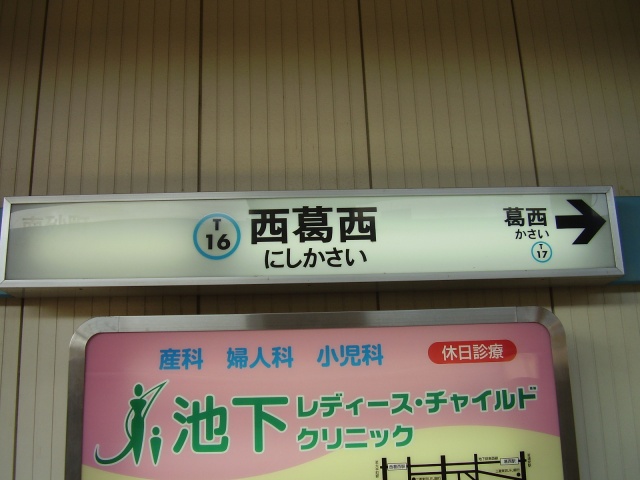 T
16
西葛西
にしかさい
葛西
かさい
T
17
産科 婦人科 小児科
休日診療
池下
レディース・チャイルド
クリニック